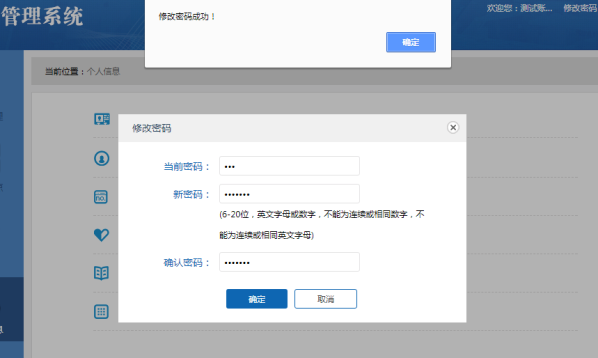 管理系统
修改密码成功！
确定
欢迎您：测试账... 修改密码
当前位置：个人信息
修改密码
当前密码：
新密码：
(6-20位，英文字母或数字，不能为连续或相同数字，不
能为连续或相同英文字母)
确认密码：
确定 取消